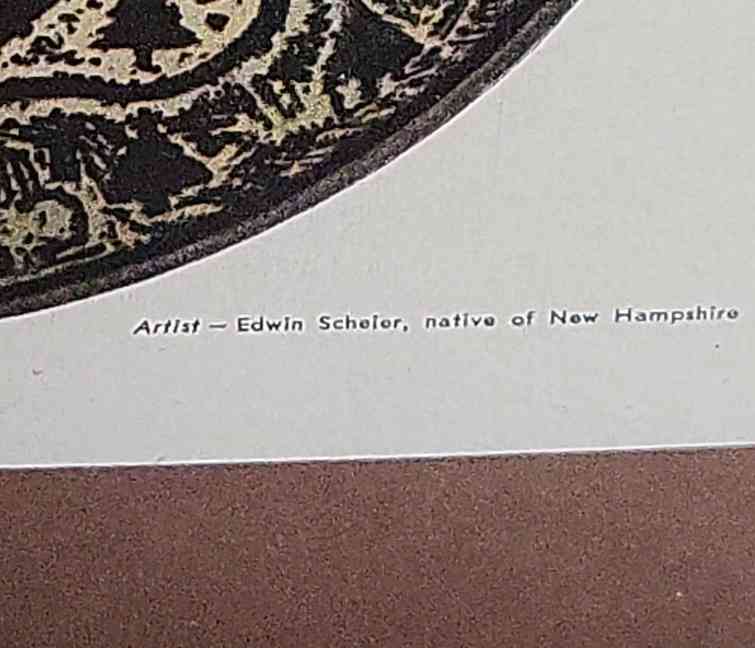 Artist — Edwin Scheier, native of New Hampshire